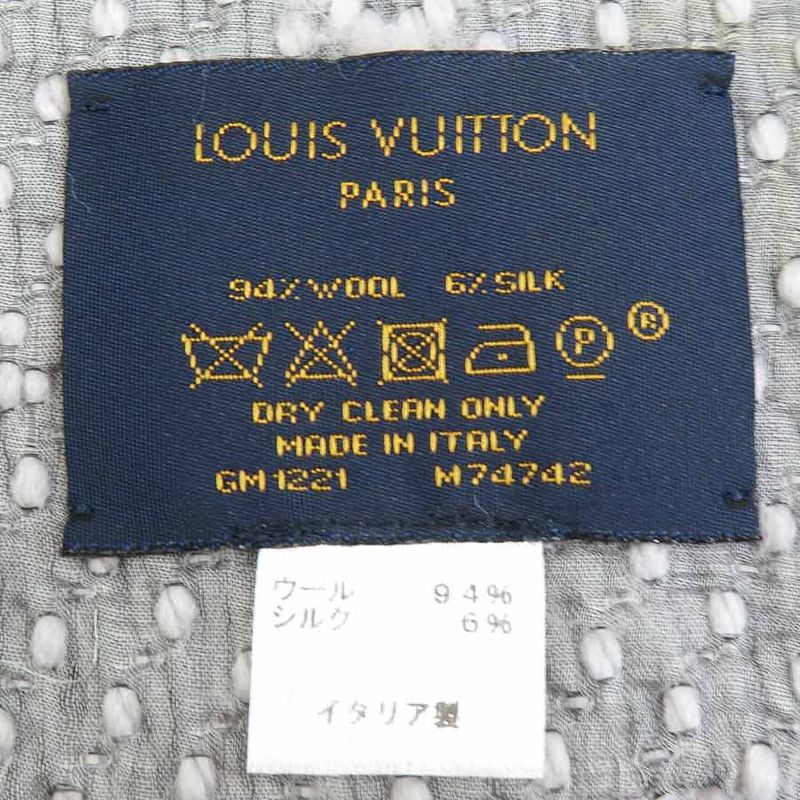 LOUIS VUITTON
PARIS
94% WOOL 6% SILK
P ®
DRY CLEAN ONLY
MADE IN ITALY
GM1221 M74742
ウール 94%
シルク 6%
イタリア製